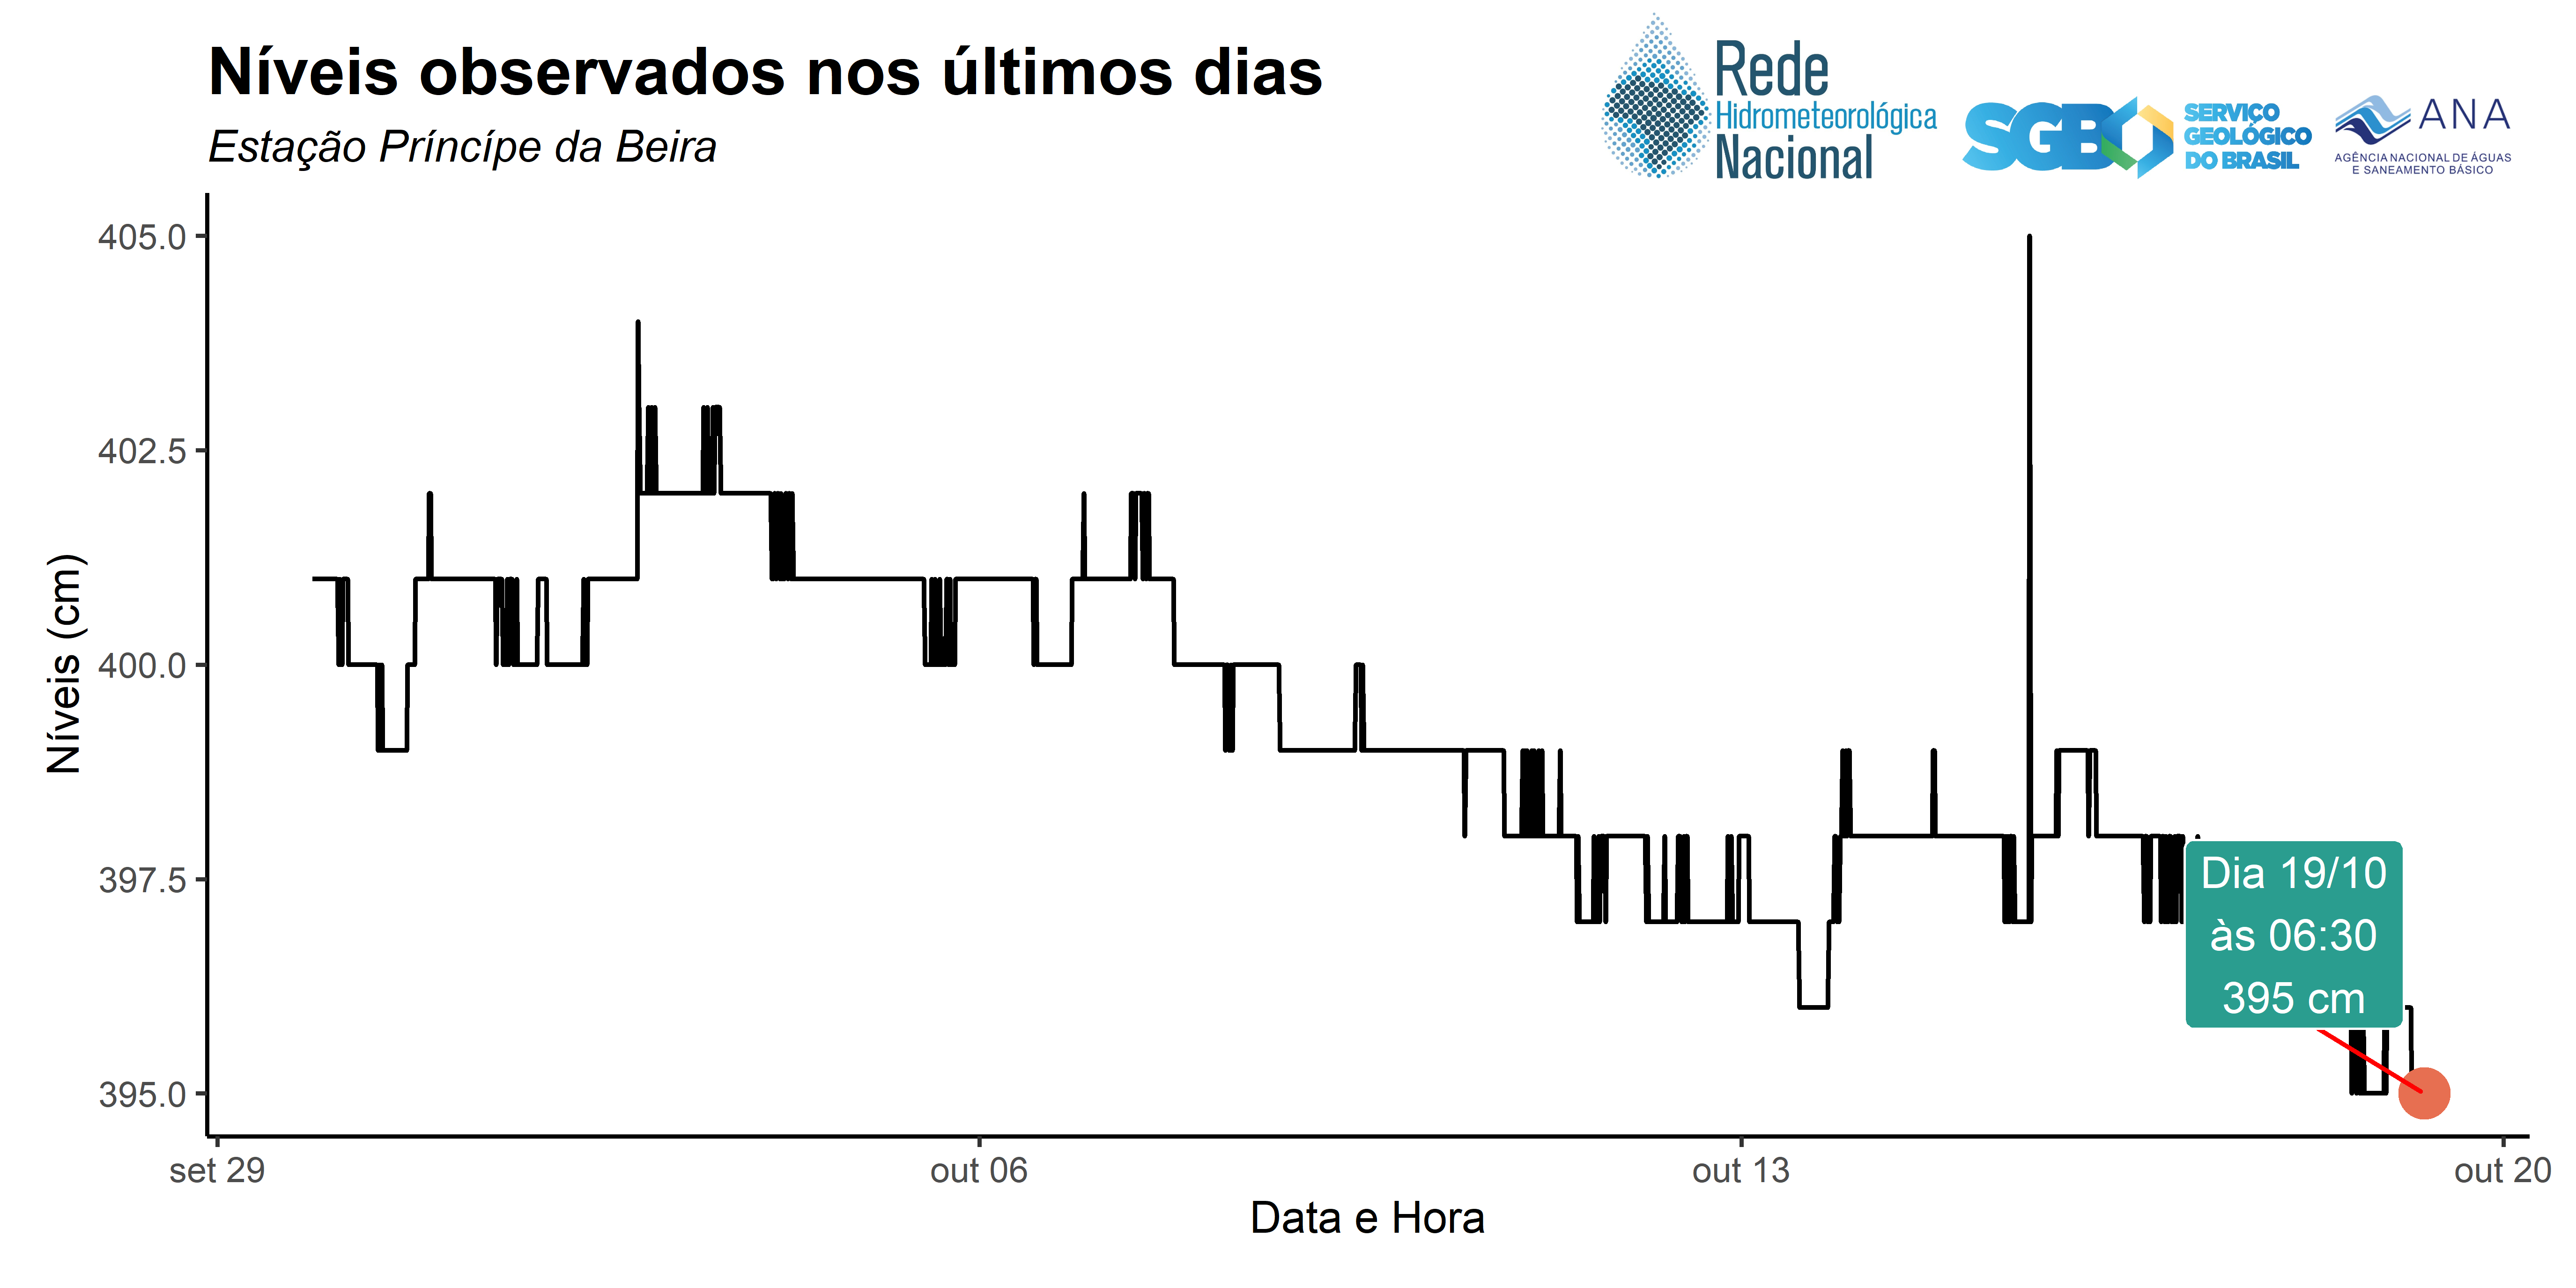 Níveis observados nos últimos dias
Estação Príncípe da Beira
Rede
Hidrometeorológica
Nacional
SGB
SERVIÇO
GEOLÓGICO
DO BRASIL
ANA
AGÊNCIA NACIONAL DE ÁGUAS
E SANEAMENTO BÁSICO
405.0
402.5
400.0
397.5
395.0
Níveis (cm)
Dia 19/10
às 06:30
395 cm
set 29
out 06
out 13
out 20
Data e Hora